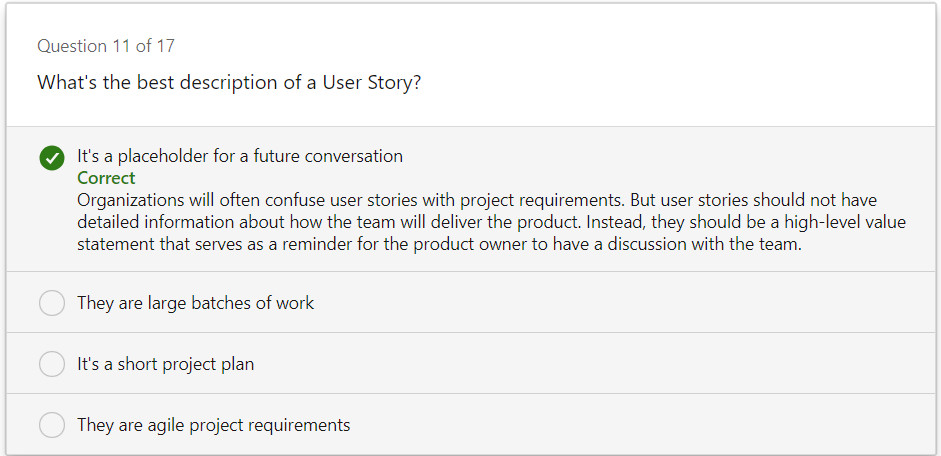 Question 11 of 17
What's the best description of a User Story?
It's a placeholder for a future conversation
Correct
Organizations will often confuse user stories with project requirements. But user stories should not have
detailed information about how the team will deliver the product. Instead, they should be a high-level value
statement that serves as a reminder for the product owner to have a discussion with the team.
They are large batches of work
It's a short project plan
They are agile project requirements